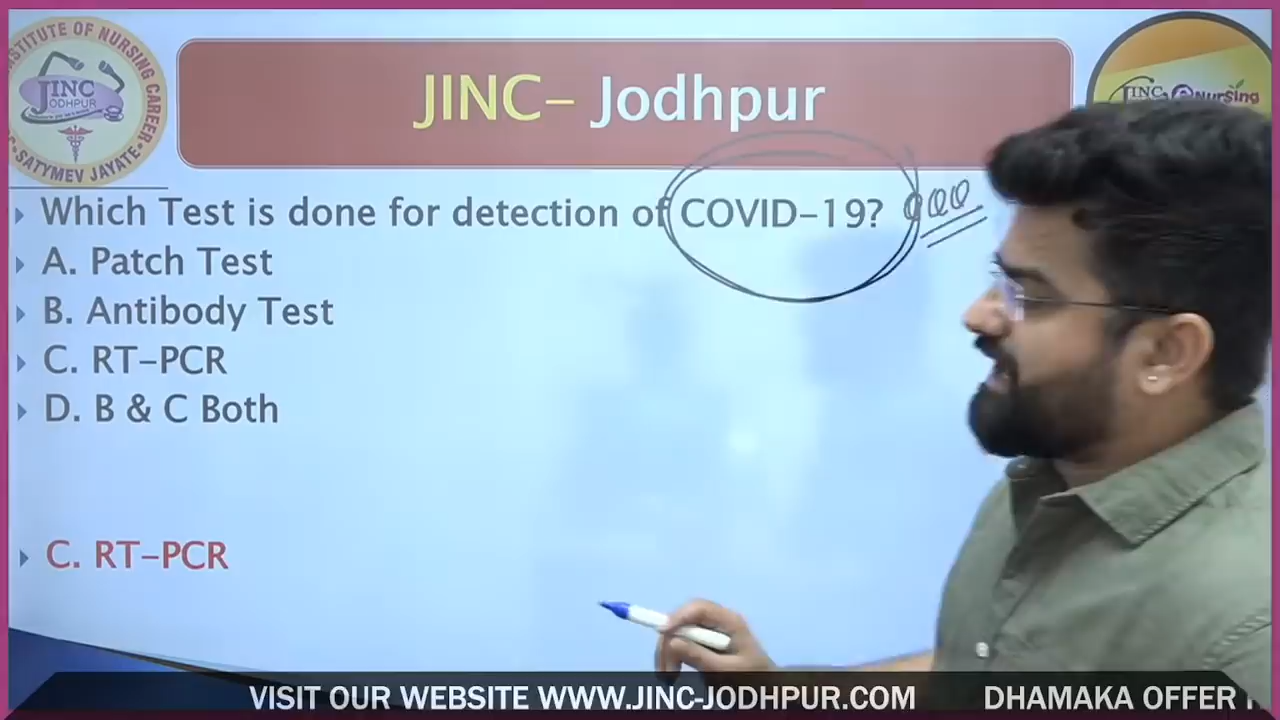 INSTITUTE OF NURSING CAREER
JINC
JODHPUR
SATYMEV JAYATE
JINC- Jodhpur
JINC
Nursing
Which Test is done for detection of COVID-19?
A. Patch Test
B. Antibody Test
C. RT-PCR
D. B & C Both
C. RT-PCR
VISIT OUR WEBSITE WWW.JINC-JODHPUR.COM
DHAMAKA OFFER